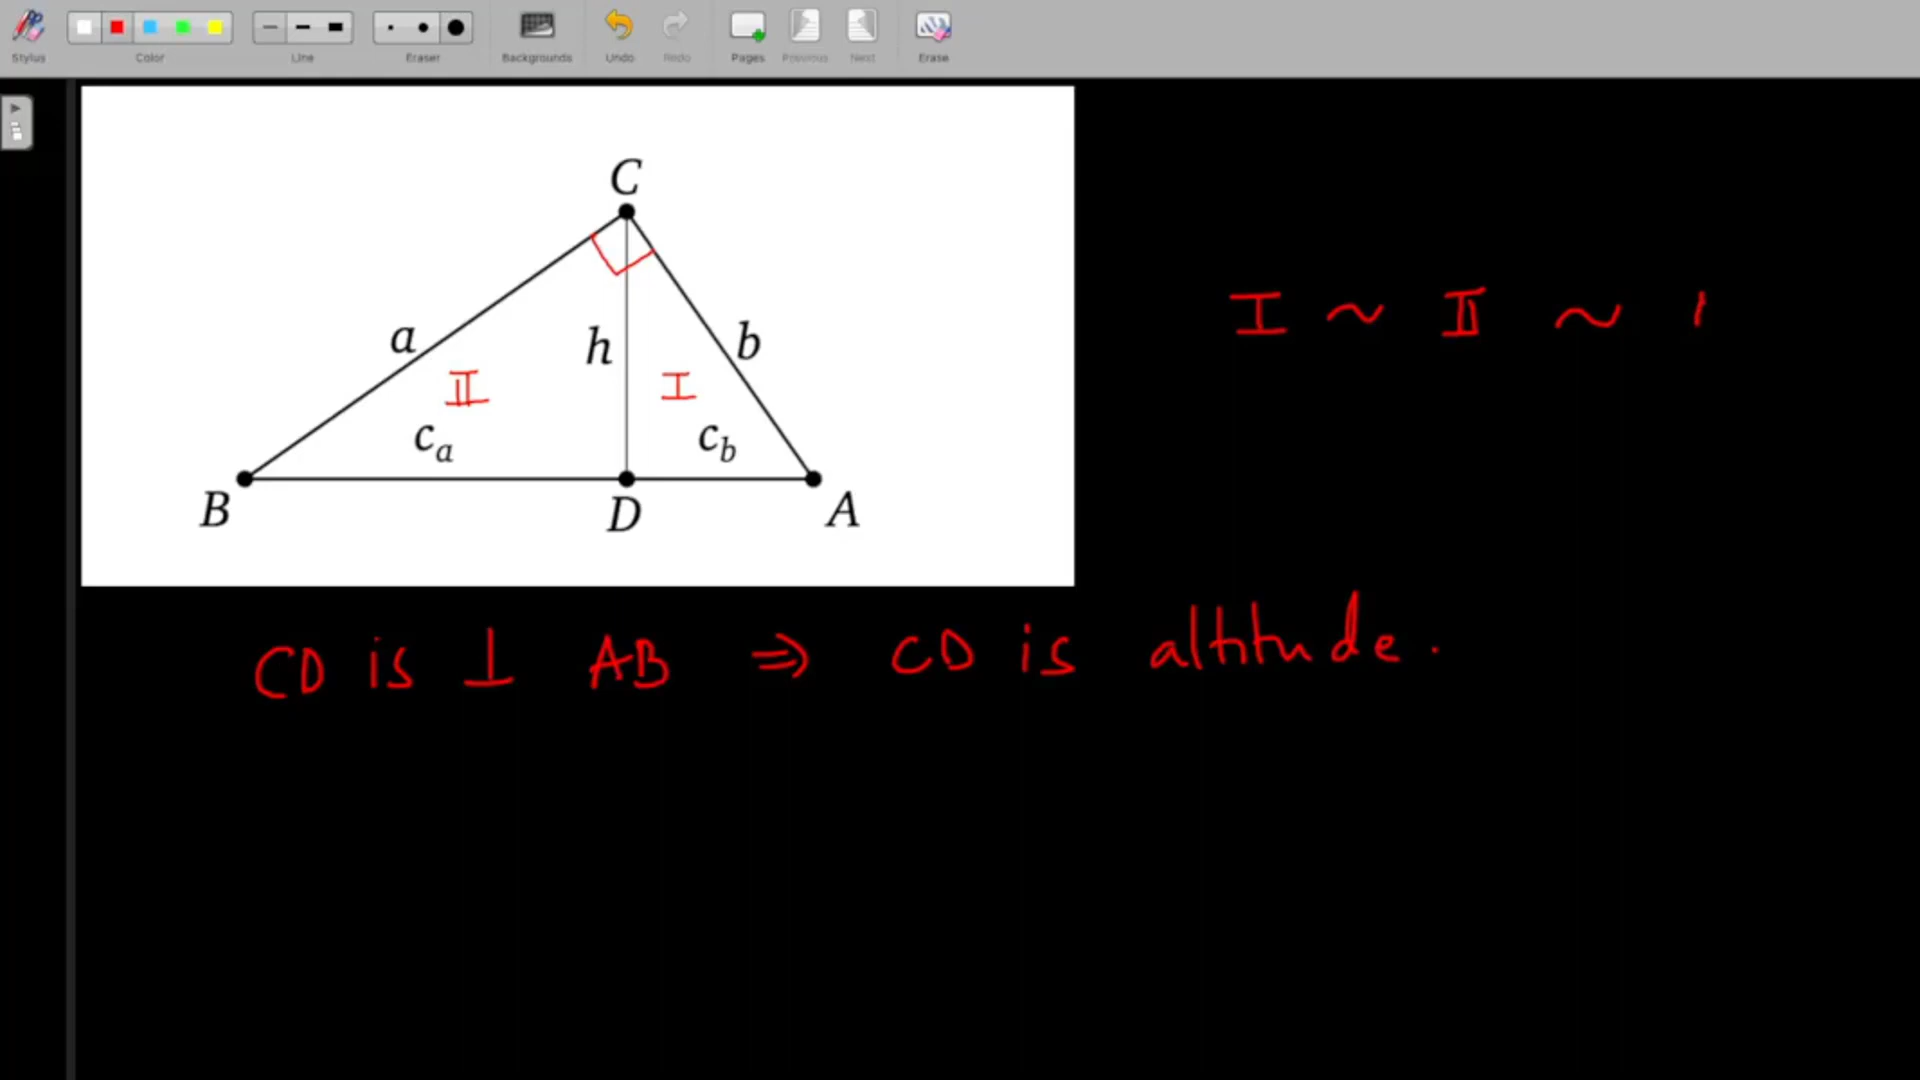 Stylus Color Line Eraser Backgrounds Undo Redo Pages Previous Next Erase
C
a h b
II I
c_a c_b
B D A
I ~ II ~
CD is ⊥ AB ⇒ CD is altitude.